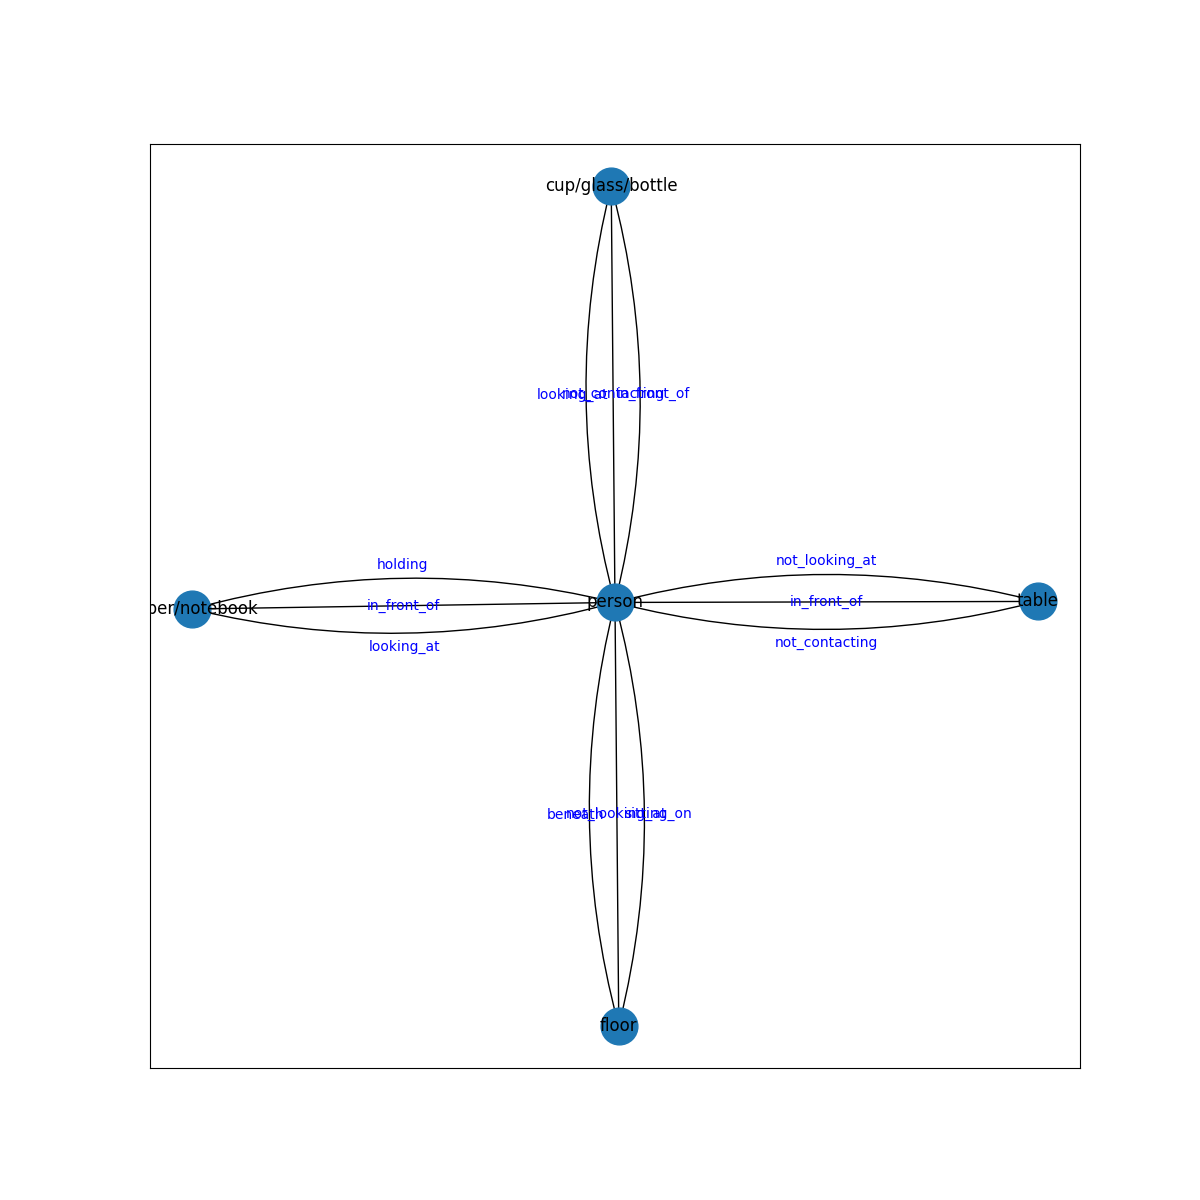 cup/glass/bottle
looking_at
not_contacting
in_front_of
not_looking_at
holding
person
table
in_front_of
in_front_of
per/notebook
not_contacting
looking_at
beneath
not_looking_at
sitting_on
floor